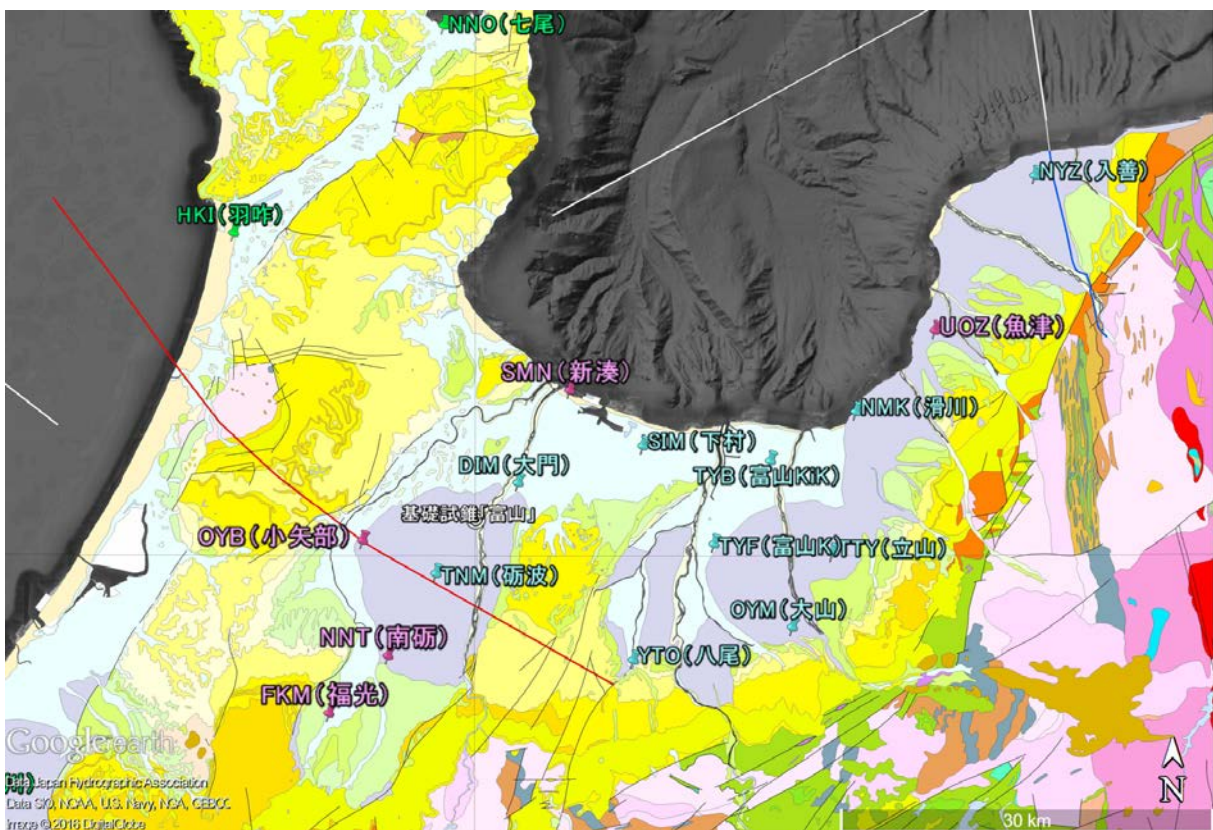 NNO(七尾)
NYZ(入善)
HKI(羽咋)
UOZ(魚津)
SMN(新湊)
NMK(滑川)
SIM(下村)
DIM(大門)
TYB(富山KiK)
基礎試錐「富山」
OYB(小矢部)
TYF(富山K)
TTY(立山)
TNM(砺波)
OYM(大山)
NNT(南砺)
YTO(八尾)
FKM(福光)
Google earth
Data Japan Hydrographic Association
Data SIO, NOAA, U.S. Navy, NGA, GEBCO
Image © 2016 DigitalGlobe
N
30 km